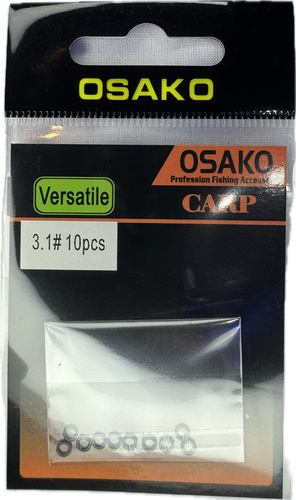 OSAKO
OSAKO
Profession Fishing Access
Versatile
CARP
3.1# 10pcs